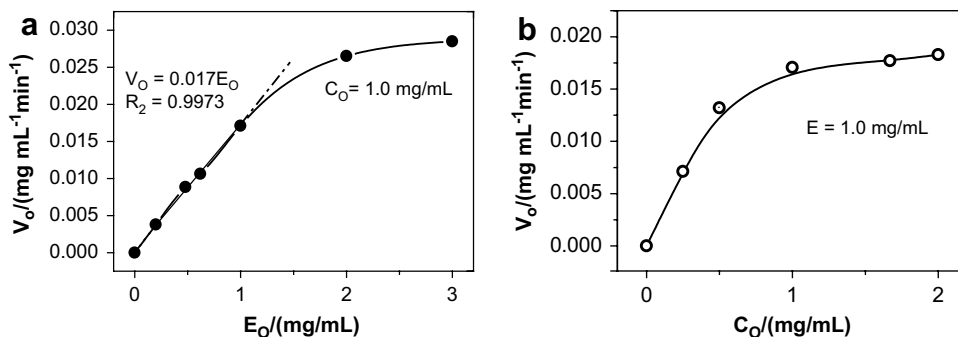 a
0.030
0.025
0.020
0.015
0.010
0.005
0.000
V₀/(mg mL⁻¹min⁻¹)
V_O = 0.017E_O
R₂ = 0.9973
C_O= 1.0 mg/mL
0 1 2 3
E_O/(mg/mL)
b
0.020
0.015
0.010
0.005
0.000
V₀/(mg mL⁻¹min⁻¹)
E = 1.0 mg/mL
0 1 2
C_O/(mg/mL)